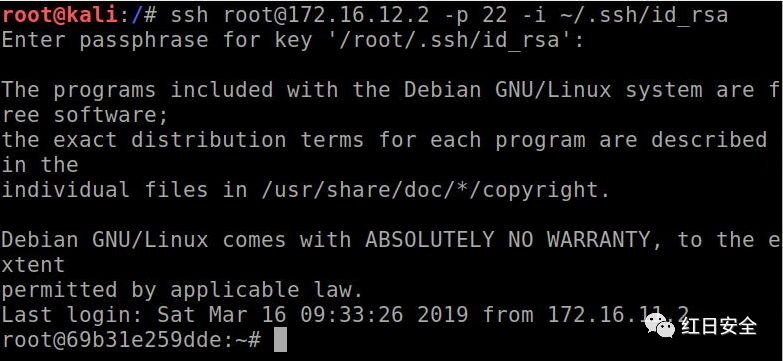 root@kali:/# ssh root@172.16.12.2 -p 22 -i ~/.ssh/id_rsa
Enter passphrase for key '/root/.ssh/id_rsa':
The programs included with the Debian GNU/Linux system are f
ree software;
the exact distribution terms for each program are described
in the
individual files in /usr/share/doc/*/copyright.
Debian GNU/Linux comes with ABSOLUTELY NO WARRANTY, to the e
xtent
permitted by applicable law.
Last login: Sat Mar 16 09:33:26 2019 from 172.16.11.2
root@69b31e259dde:~#
红日安全